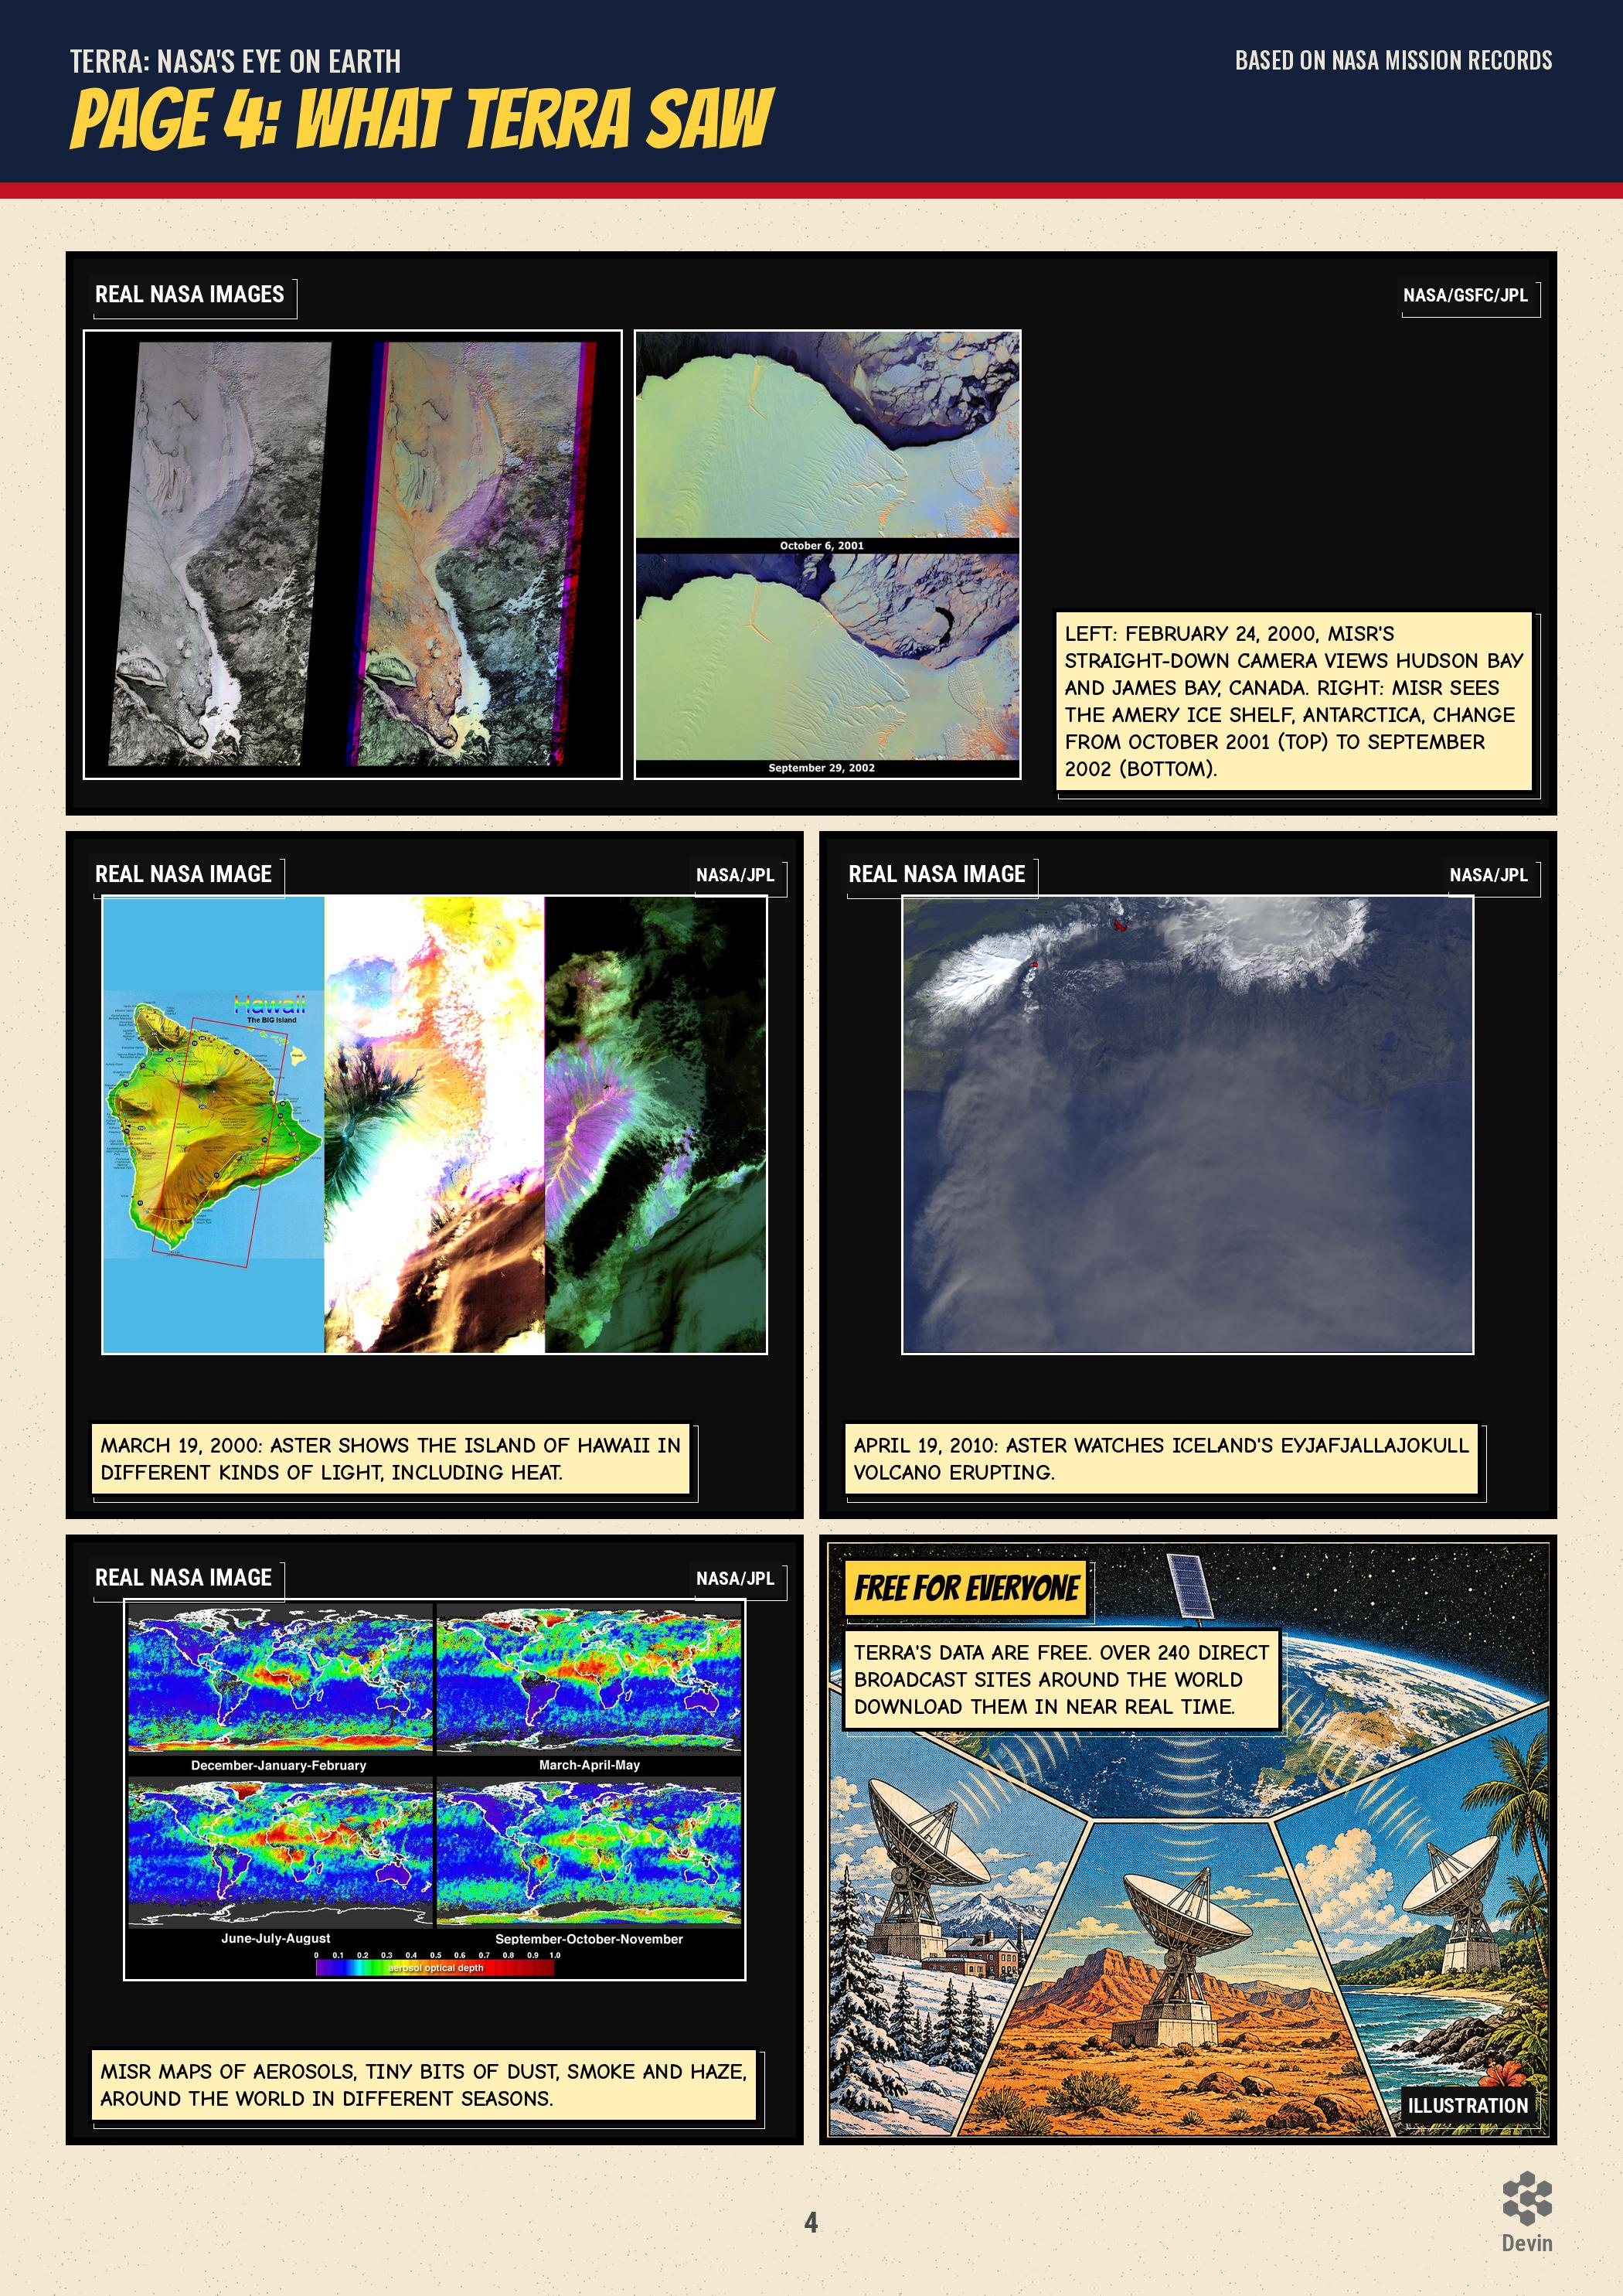 TERRA: NASA'S EYE ON EARTH
BASED ON NASA MISSION RECORDS
PAGE 4: WHAT TERRA SAW
REAL NASA IMAGES
NASA/GSFC/JPL
October 6, 2001
September 29, 2002
LEFT: FEBRUARY 24, 2000, MISR'S
STRAIGHT-DOWN CAMERA VIEWS HUDSON BAY
AND JAMES BAY, CANADA. RIGHT: MISR SEES
THE AMERY ICE SHELF, ANTARCTICA, CHANGE
FROM OCTOBER 2001 (TOP) TO SEPTEMBER
2002 (BOTTOM).
REAL NASA IMAGE
NASA/JPL
Hawaii
The BIG Island
MARCH 19, 2000: ASTER SHOWS THE ISLAND OF HAWAII IN
DIFFERENT KINDS OF LIGHT, INCLUDING HEAT.
REAL NASA IMAGE
NASA/JPL
APRIL 19, 2010: ASTER WATCHES ICELAND'S EYJAFJALLAJOKULL
VOLCANO ERUPTING.
REAL NASA IMAGE
NASA/JPL
December-January-February
March-April-May
June-July-August
September-October-November
0 0.1 0.2 0.3 0.4 0.5 0.6 0.7 0.8 0.9 1.0
aerosol optical depth
MISR MAPS OF AEROSOLS, TINY BITS OF DUST, SMOKE AND HAZE,
AROUND THE WORLD IN DIFFERENT SEASONS.
FREE FOR EVERYONE
TERRA'S DATA ARE FREE. OVER 240 DIRECT
BROADCAST SITES AROUND THE WORLD
DOWNLOAD THEM IN NEAR REAL TIME.
ILLUSTRATION
4
Devin